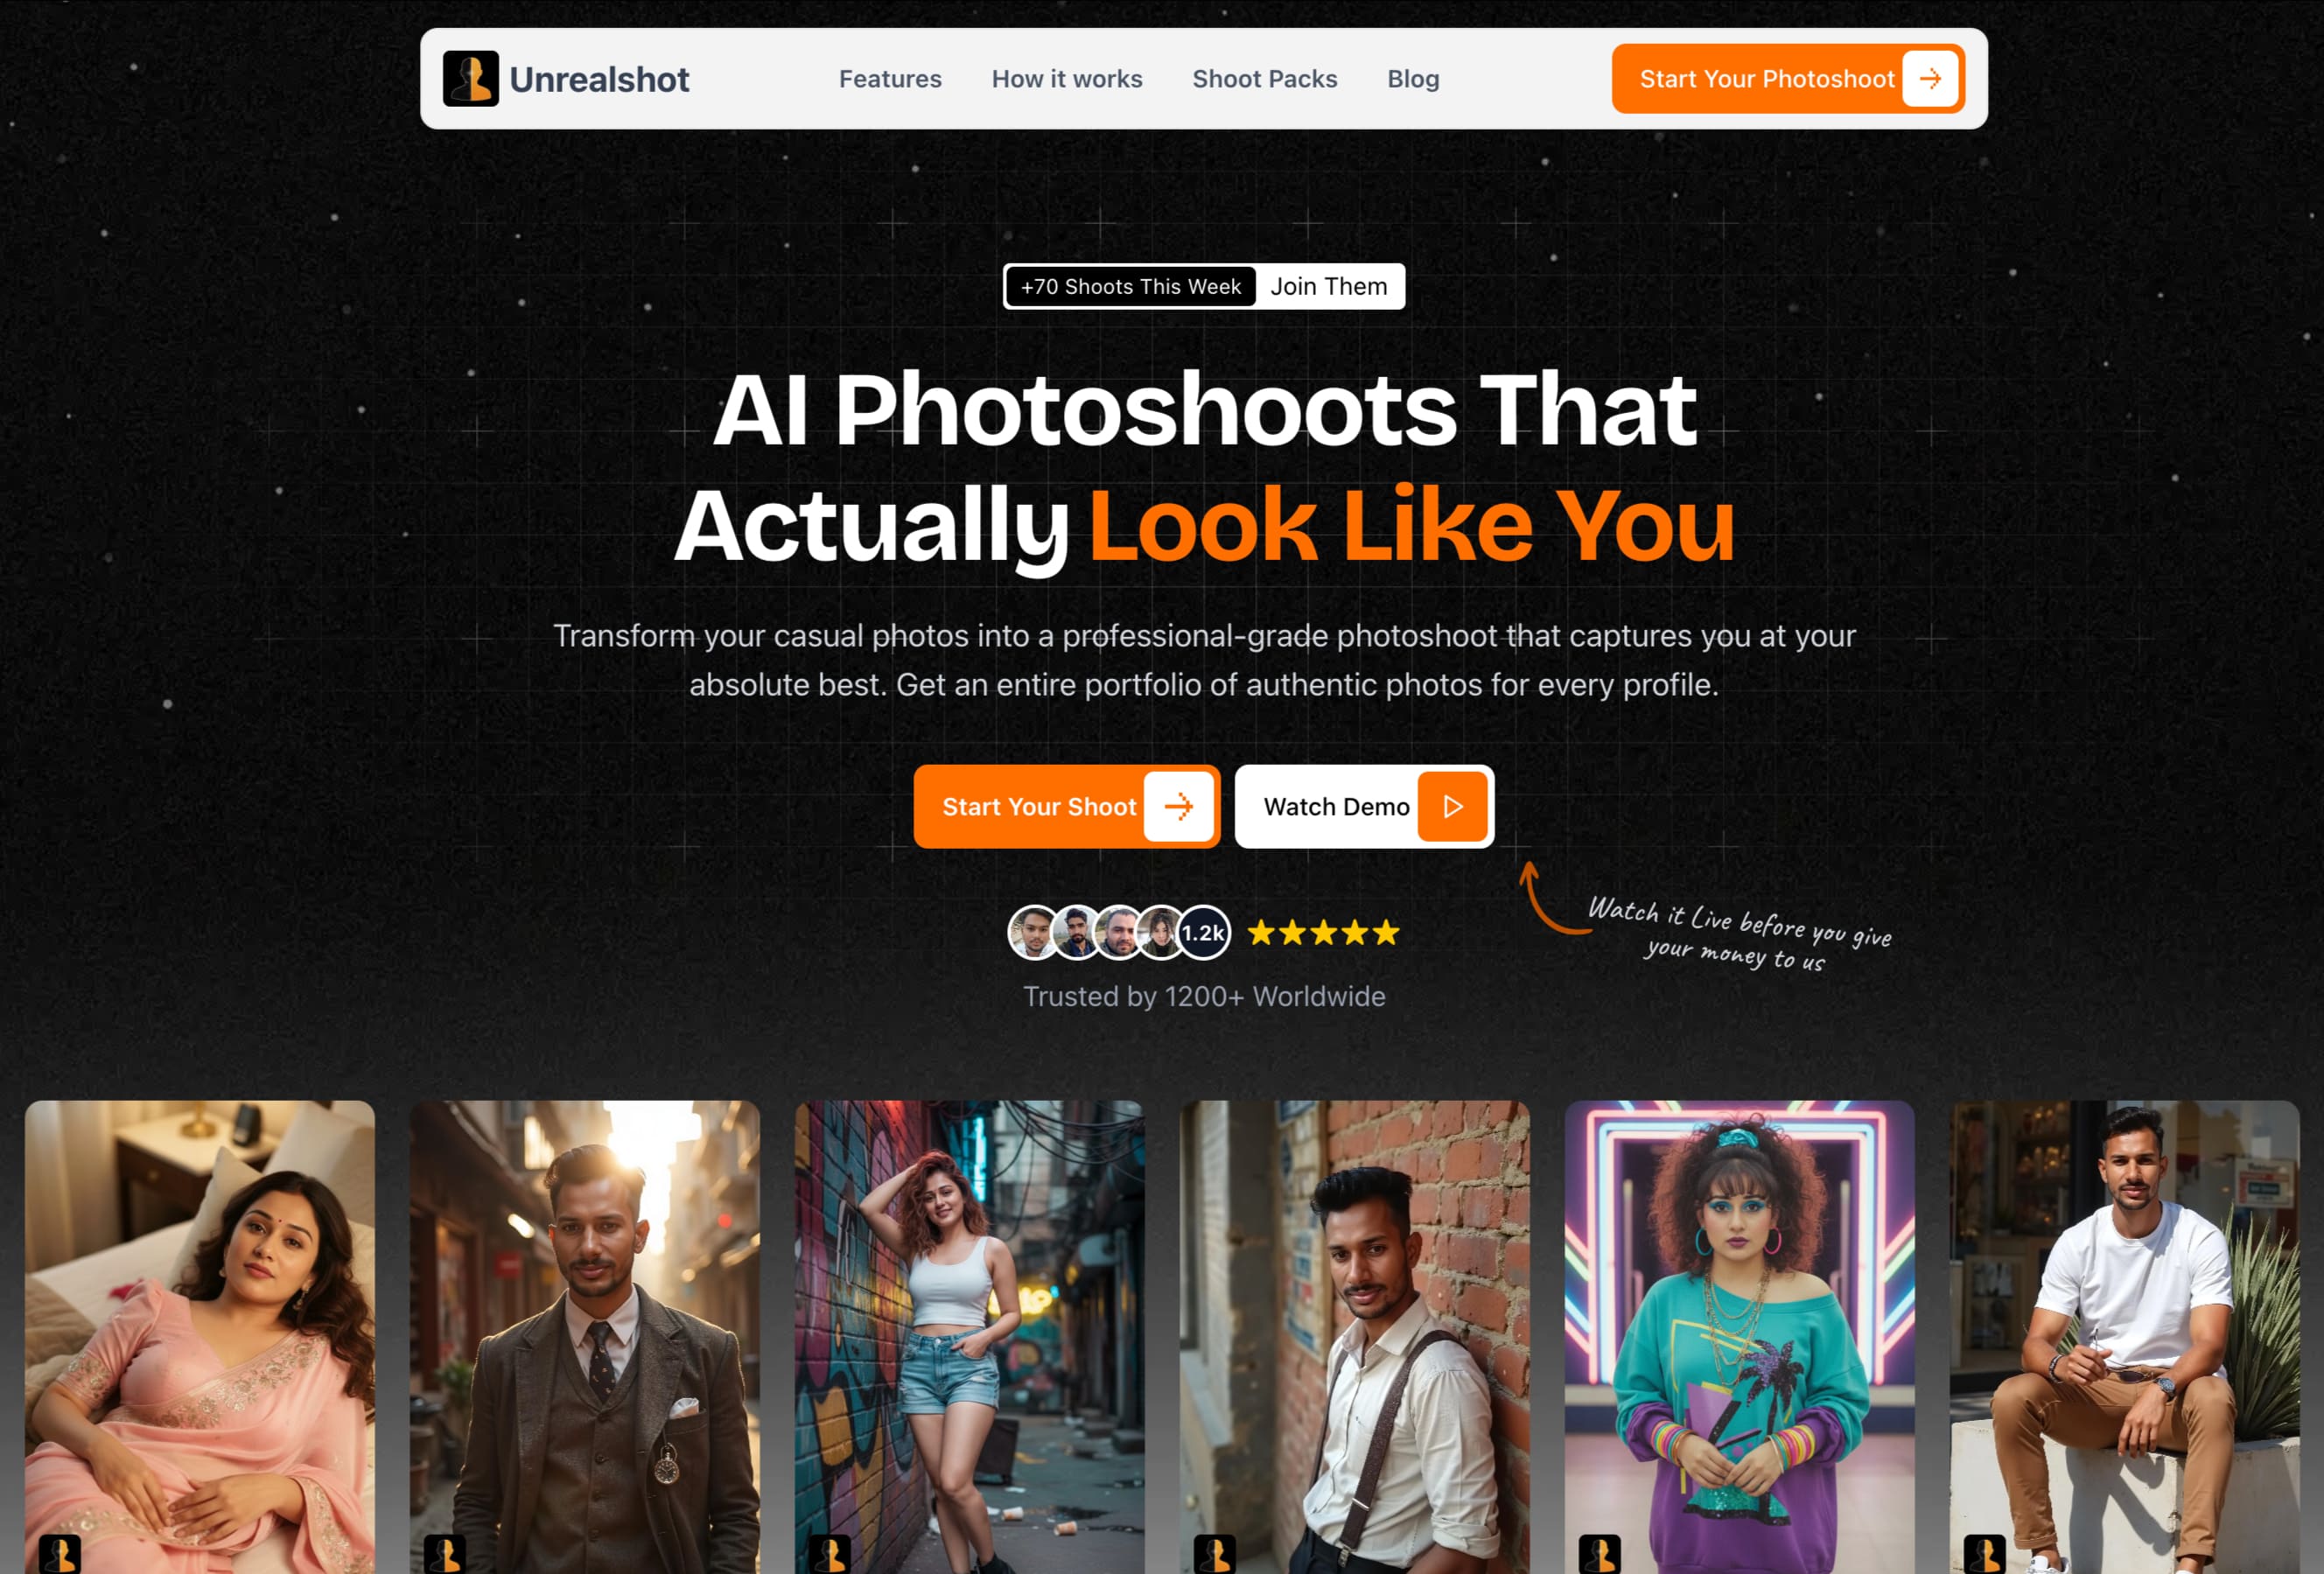 Unrealshot
Features
How it works
Shoot Packs
Blog
Start Your Photoshoot
+70 Shoots This Week
Join Them
AI Photoshoots That
Actually Look Like You
Transform your casual photos into a professional-grade photoshoot that captures you at your
absolute best. Get an entire portfolio of authentic photos for every profile.
Start Your Shoot
Watch Demo
1.2k
Watch it Live before you give
your money to us
Trusted by 1200+ Worldwide